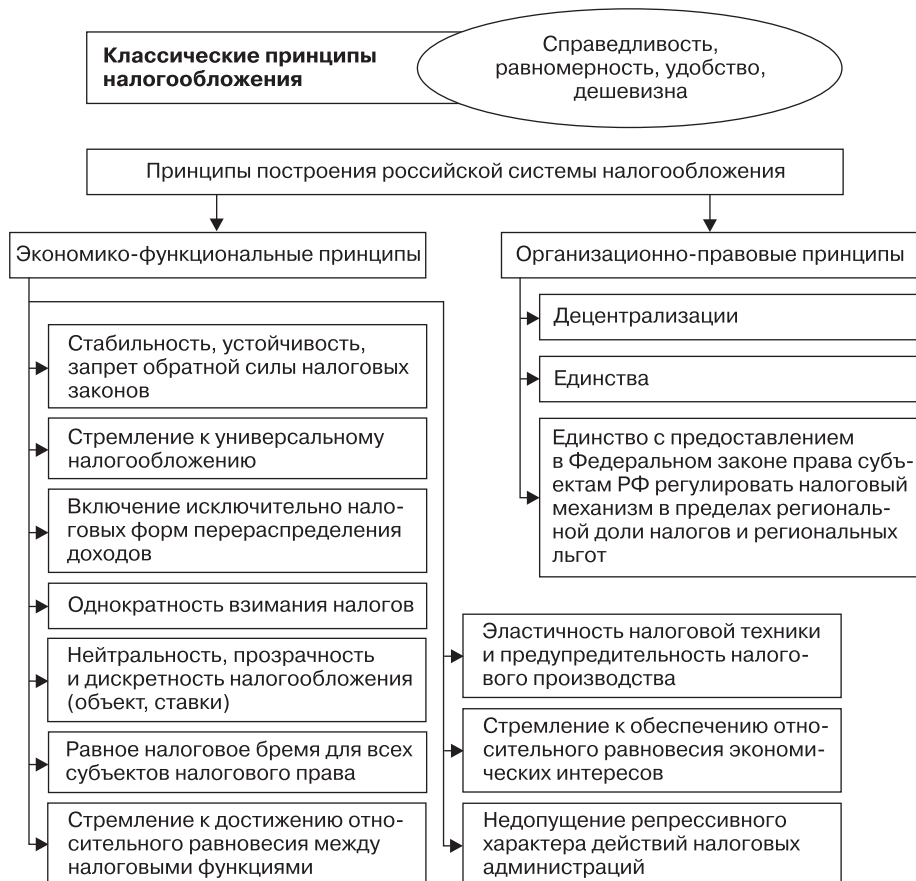 Классические принципы
налогообложения
Справедливость,
равномерность, удобство,
дешевизна
Принципы построения российской системы налогообложения
Экономико-функциональные принципы
Стабильность, устойчивость,
запрет обратной силы налоговых
законов
Стремление к универсальному
налогообложению
Включение исключительно нало-
говых форм перераспределения
доходов
Однократность взимания налогов
Нейтральность, прозрачность
и дискретность налогообложения
(объект, ставки)
Равное налоговое бремя для всех
субъектов налогового права
Стремление к достижению отно-
сительного равновесия между
налоговыми функциями
Эластичность налоговой техники
и предупредительность налого-
вого производства
Стремление к обеспечению отно-
сительного равновесия экономи-
ческих интересов
Недопущение репрессивного
характера действий налоговых
администраций
Организационно-правовые принципы
Децентрализации
Единства
Единство с предоставлением
в Федеральном законе права субъ-
ектам РФ регулировать налоговый
механизм в пределах региональ-
ной доли налогов и региональных
льгот